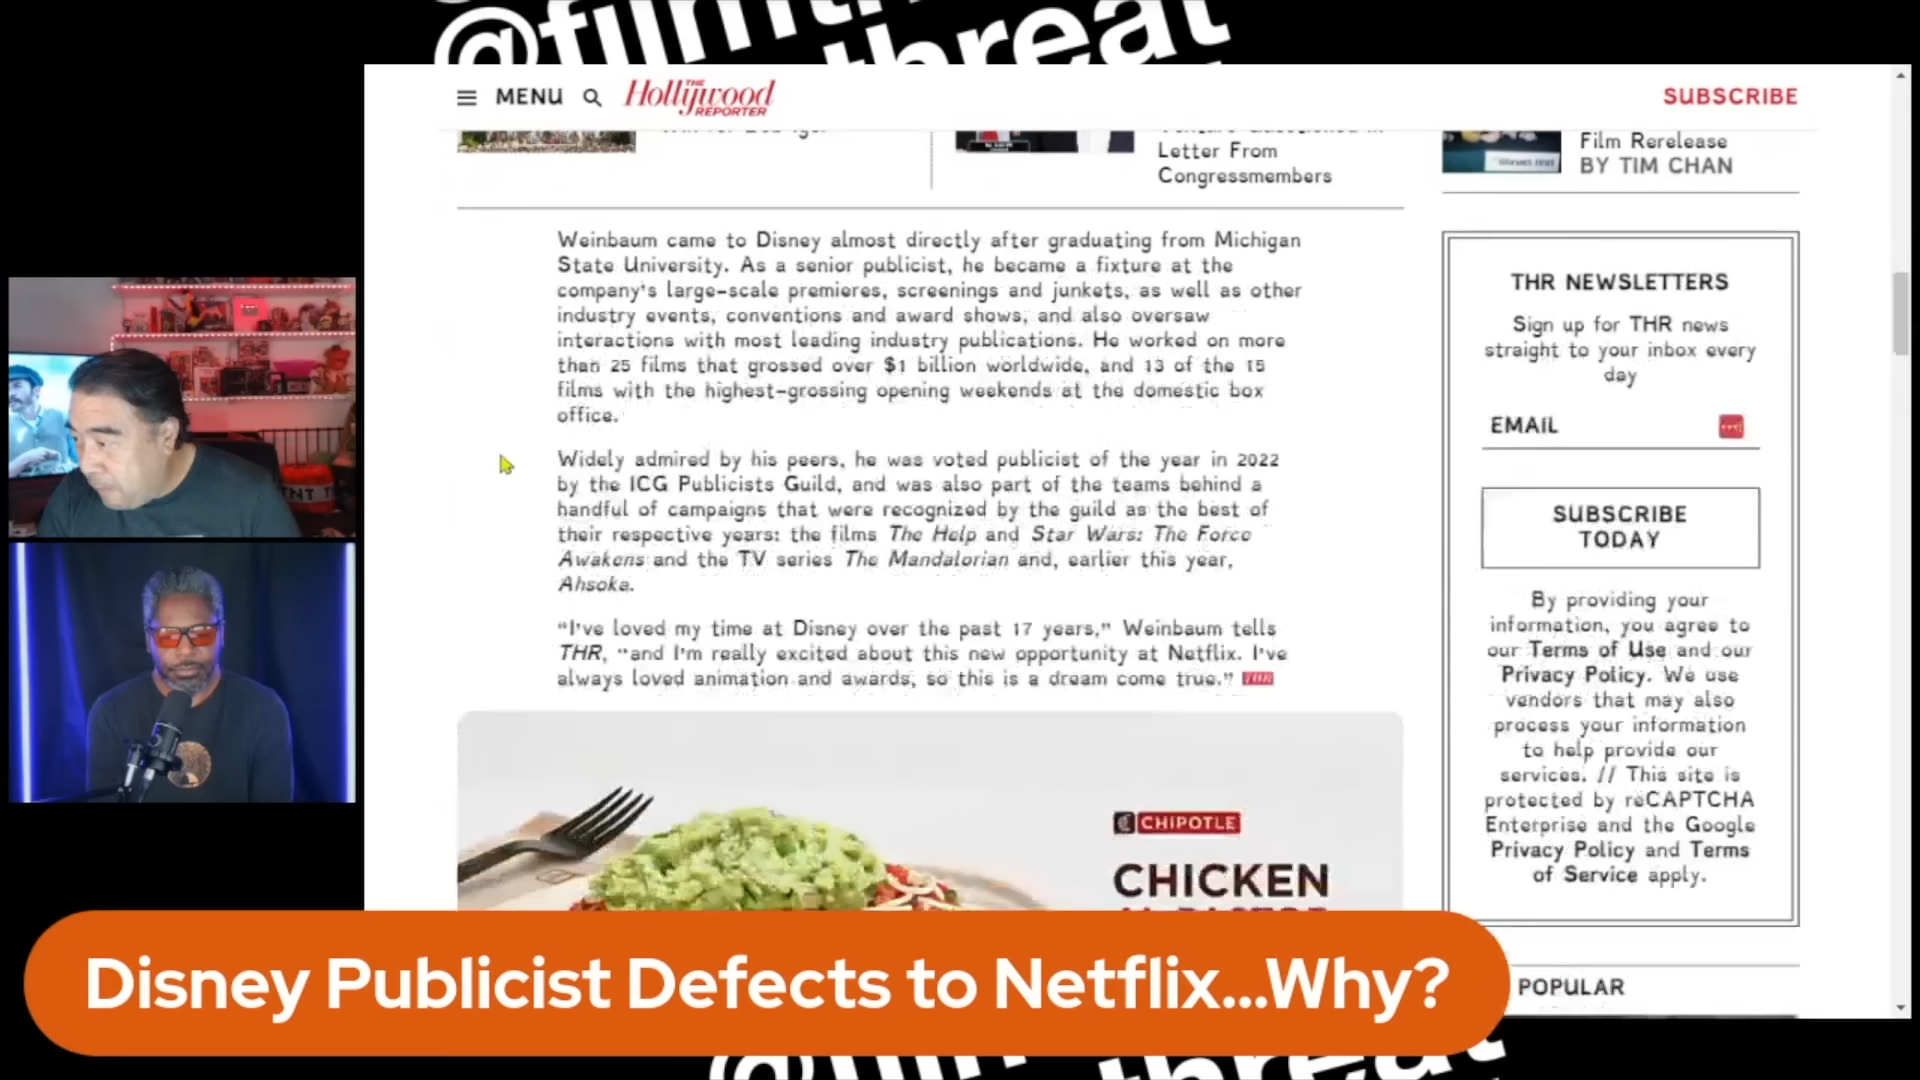 @filmth
threat
MENU
THE
Hollywood
REPORTER
SUBSCRIBE
Letter From
Congressmembers
Film Rerelease
BY TIM CHAN
Weinbaum came to Disney almost directly after graduating from Michigan
State University. As a senior publicist, he became a fixture at the
company's large-scale premieres, screenings and junkets, as well as other
industry events, conventions and award shows, and also oversaw
interactions with most leading industry publications. He worked on more
than 25 films that grossed over $1 billion worldwide, and 13 of the 15
films with the highest-grossing opening weekends at the domestic box
office.
Widely admired by his peers, he was voted publicist of the year in 2022
by the ICG Publicists Guild, and was also part of the teams behind a
handful of campaigns that were recognized by the guild as the best of
their respective years: the films The Help and Star Wars: The Force
Awakens and the TV series The Mandalorian and, earlier this year,
Ahsoka.
"I've loved my time at Disney over the past 17 years," Weinbaum tells
THR, "and I'm really excited about this new opportunity at Netflix. I've
always loved animation and awards, so this is a dream come true." THR
THR NEWSLETTERS
Sign up for THR news
straight to your inbox every
day
EMAIL
SUBSCRIBE
TODAY
By providing your
information, you agree to
our Terms of Use and our
Privacy Policy. We use
vendors that may also
process your information
to help provide our
services. // This site is
protected by reCAPTCHA
Enterprise and the Google
Privacy Policy and Terms
of Service apply.
CHIPOTLE
CHICKEN
TNT
Disney Publicist Defects to Netflix...Why?
POPULAR
@film
threat